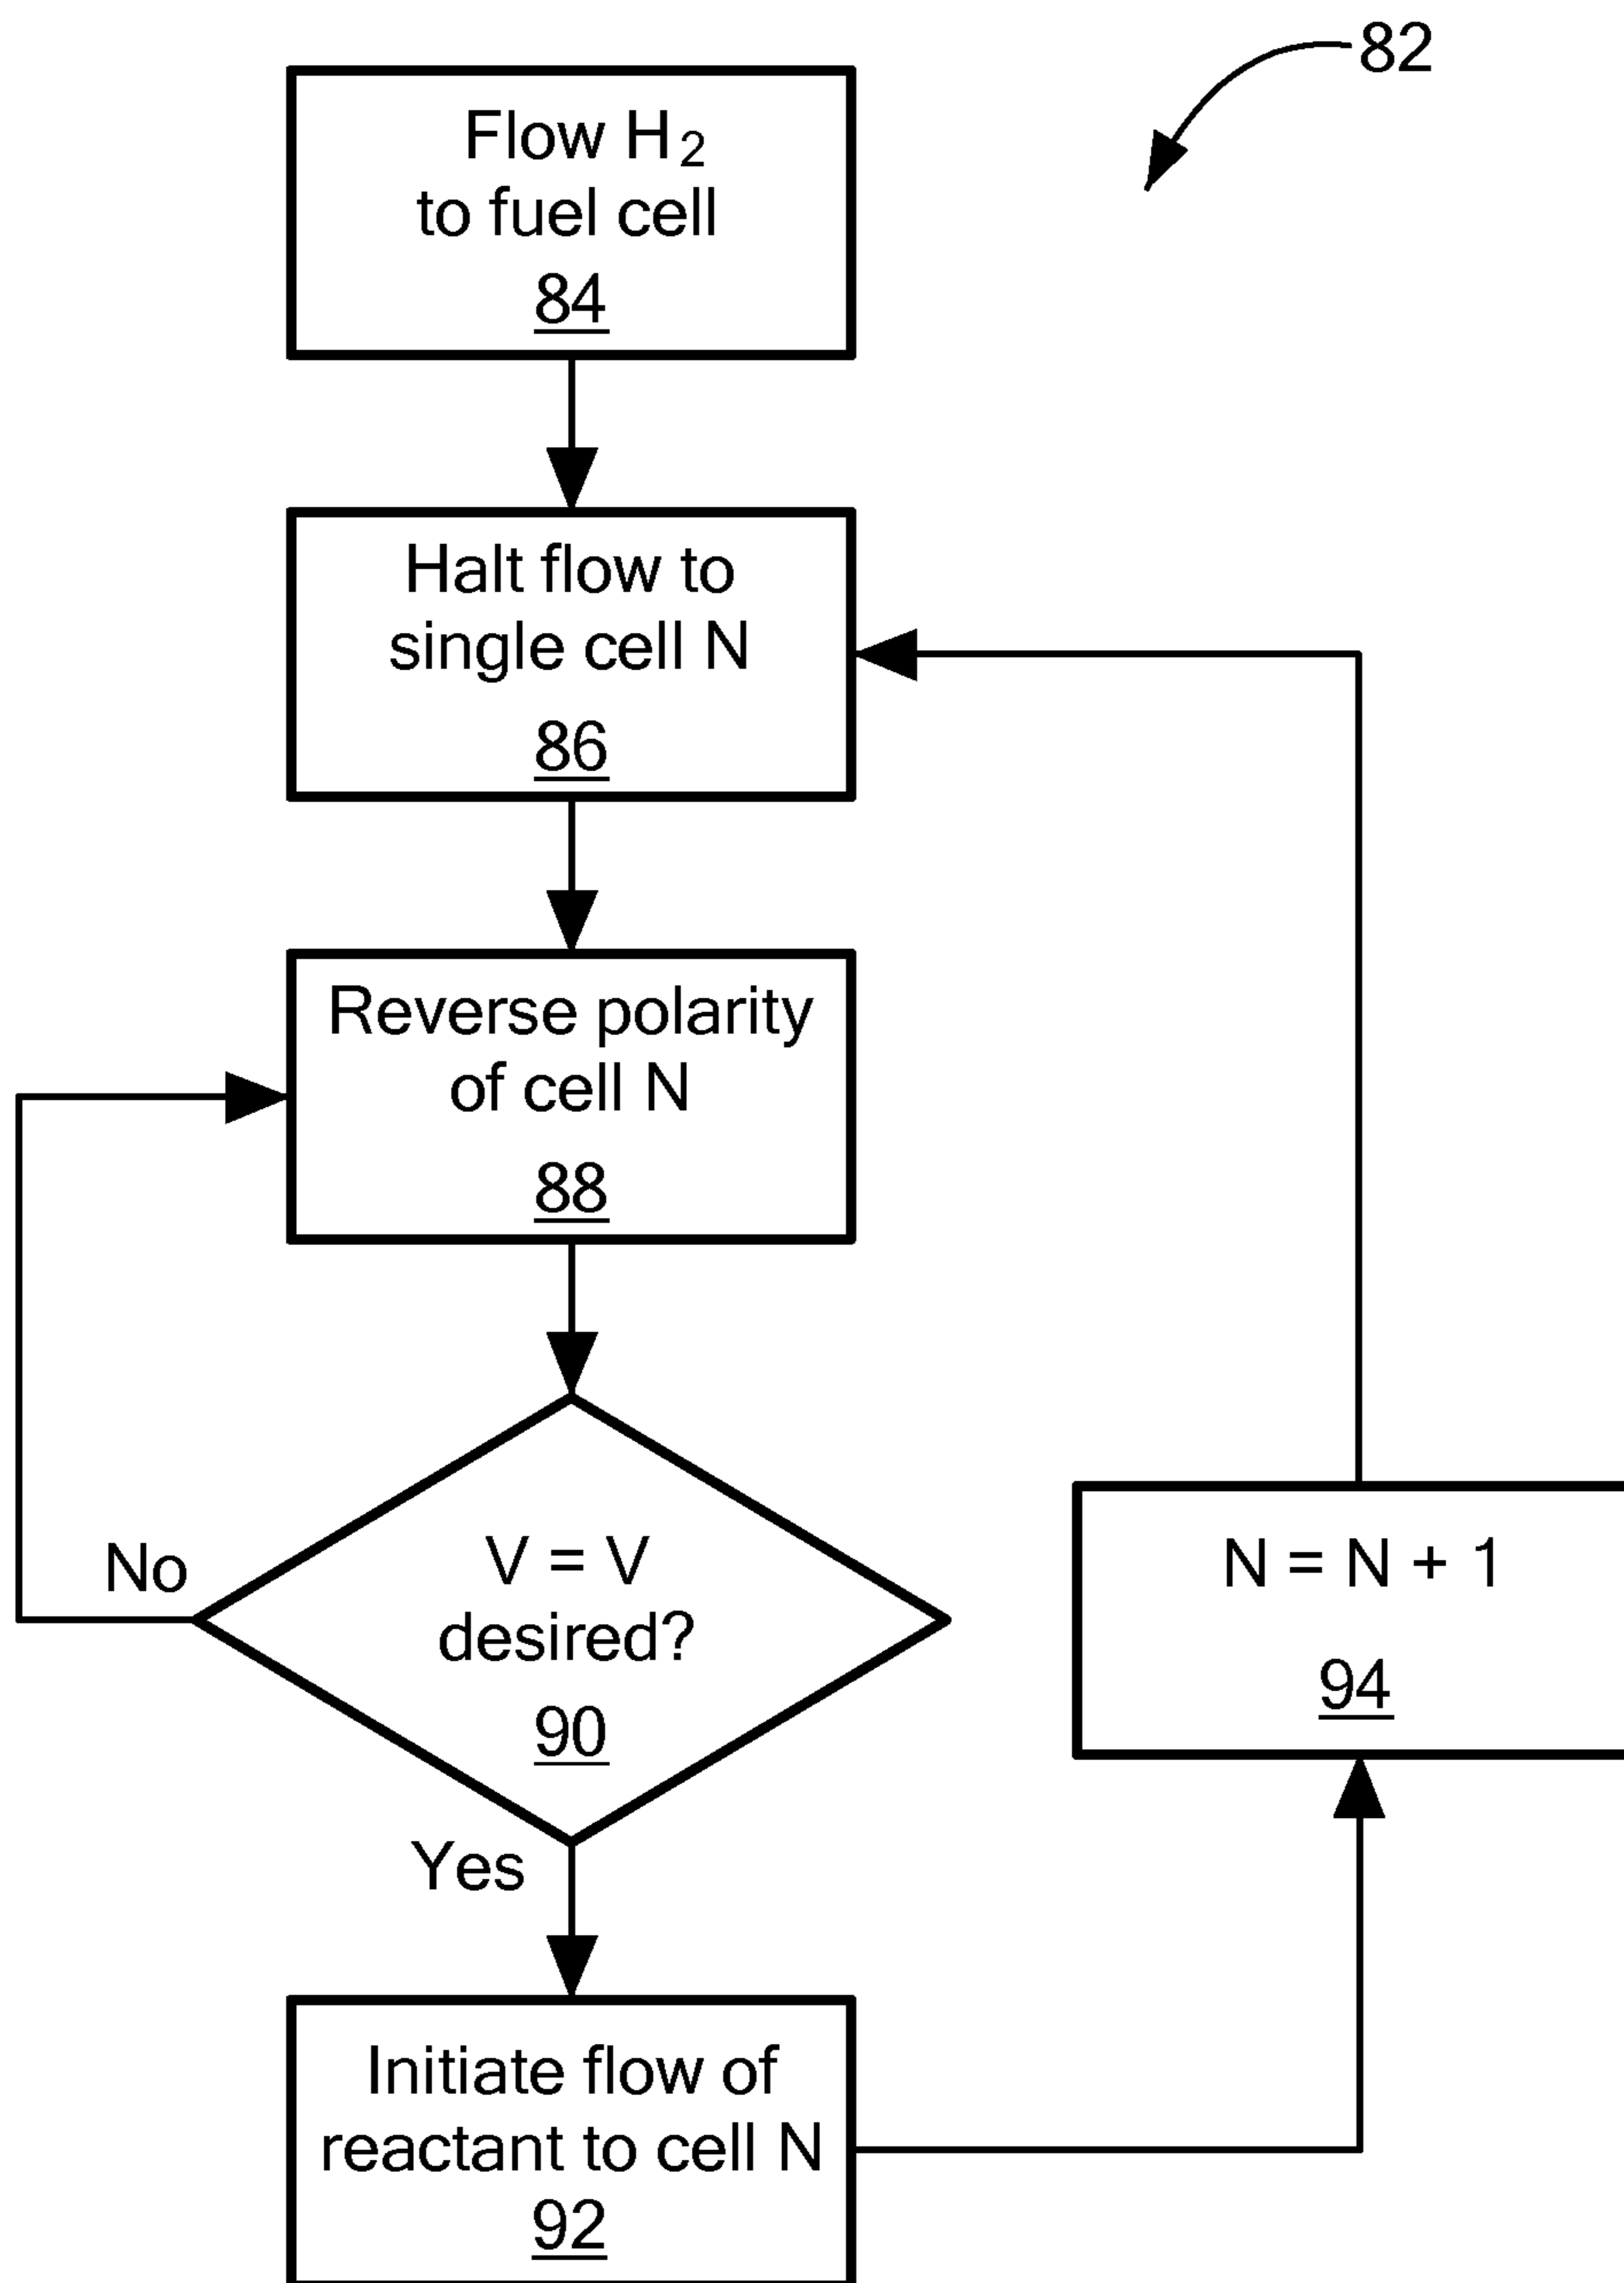 82
Flow H₂
to fuel cell
84
Halt flow to
single cell N
86
Reverse polarity
of cell N
88
No
V = V
desired?
90
Yes
N = N + 1
94
Initiate flow of
reactant to cell N
92